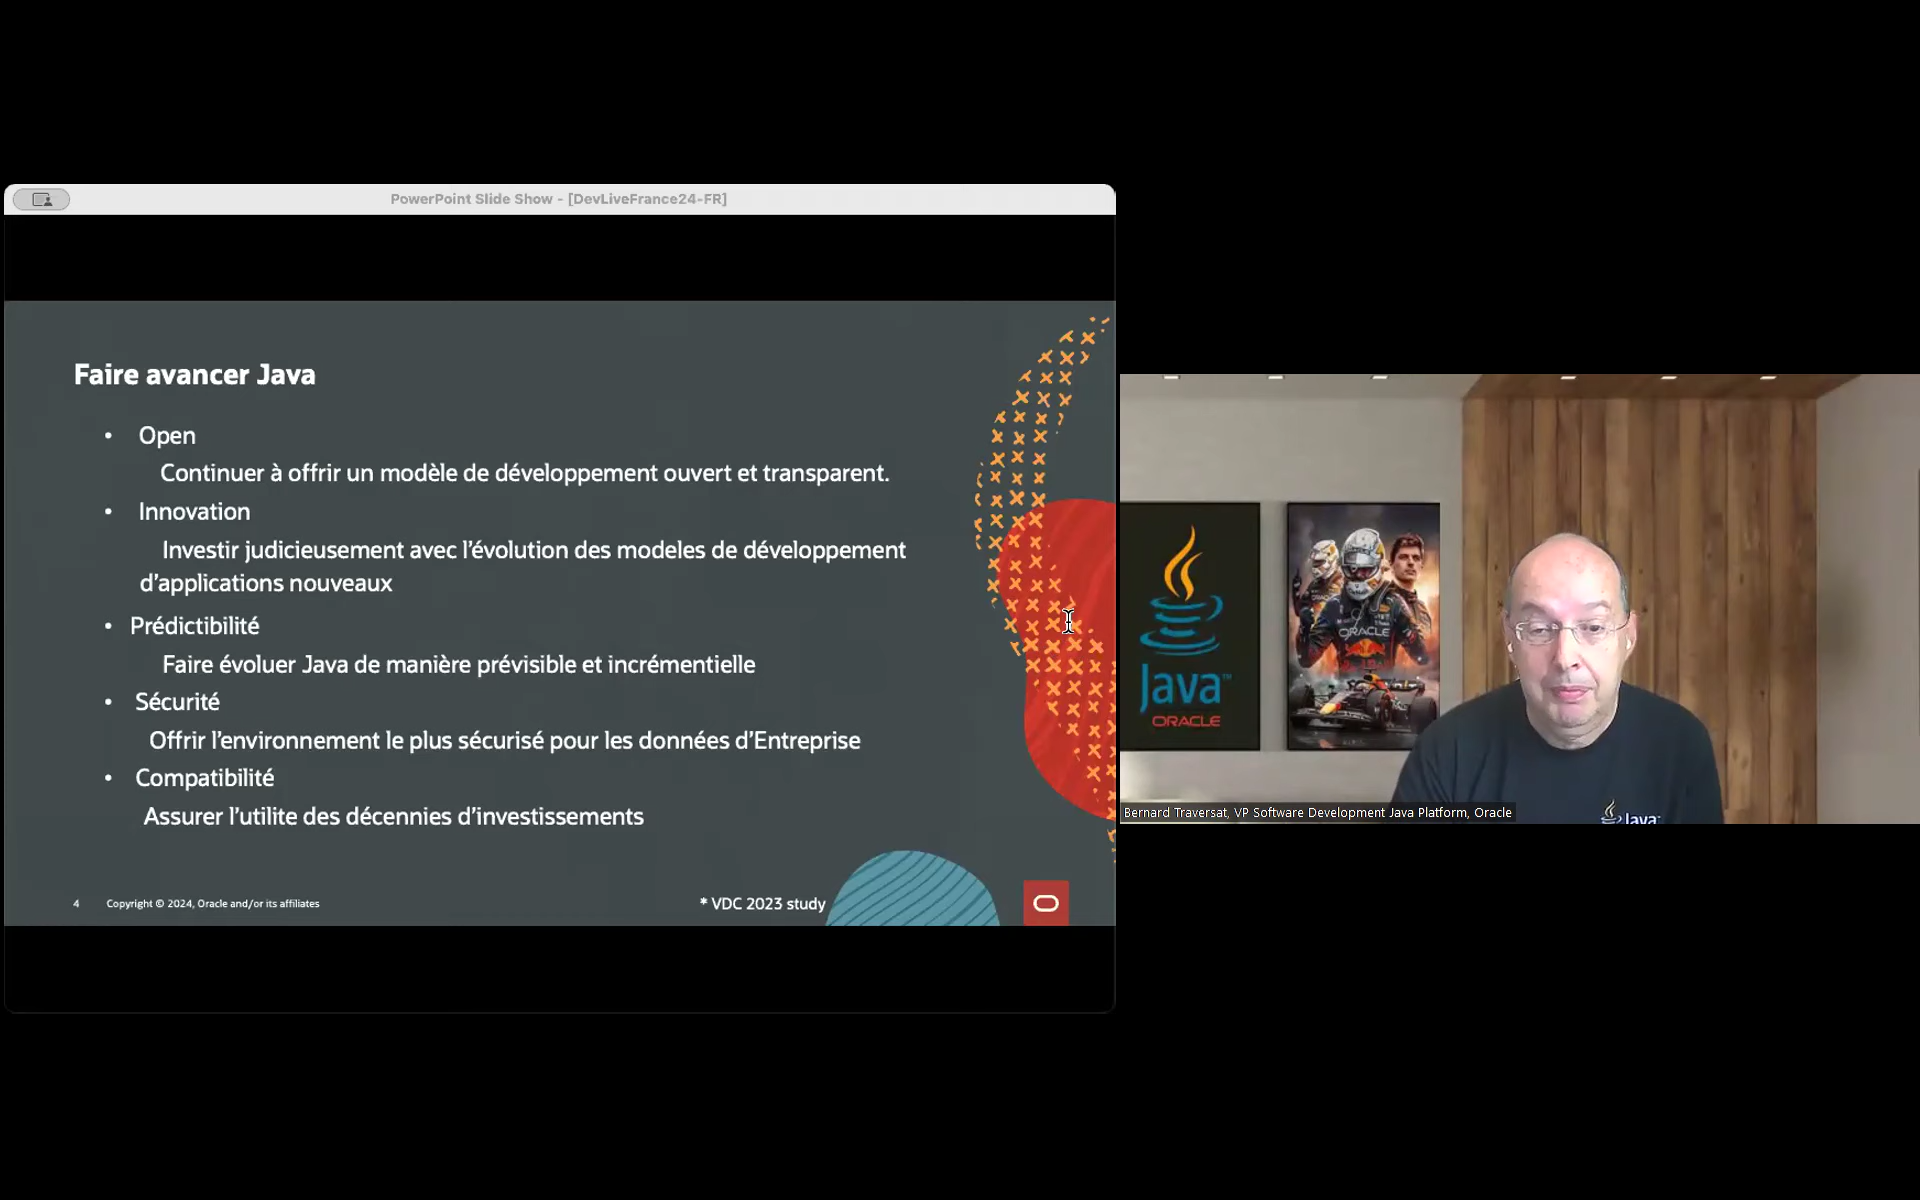 PowerPoint Slide Show - [DevLiveFrance24-FR]
Faire avancer Java
• Open
Continuer à offrir un modèle de développement ouvert et transparent.
• Innovation
Investir judicieusement avec l'évolution des modeles de développement
d'applications nouveaux
• Prédictibilité
Faire évoluer Java de manière prévisible et incrémentielle
• Sécurité
Offrir l'environnement le plus sécurisé pour les données d'Entreprise
• Compatibilité
Assurer l'utilite des décennies d'investissements
4 Copyright © 2024, Oracle and/or its affiliates
* VDC 2023 study
Java™
ORACLE
ORACLE
Red Bull
Java
Bernard Traversat, VP Software Development Java Platform, Oracle